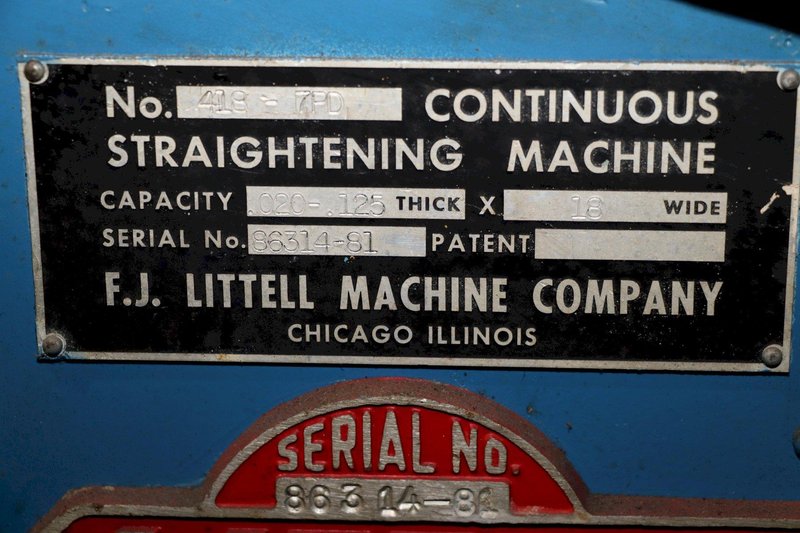 No. 418 - 7PD CONTINUOUS
STRAIGHTENING MACHINE
CAPACITY .020-.125 THICK X 18 WIDE
SERIAL No. 86314-81 PATENT
F.J. LITTELL MACHINE COMPANY
CHICAGO ILLINOIS
SERIAL NO.
86314-81